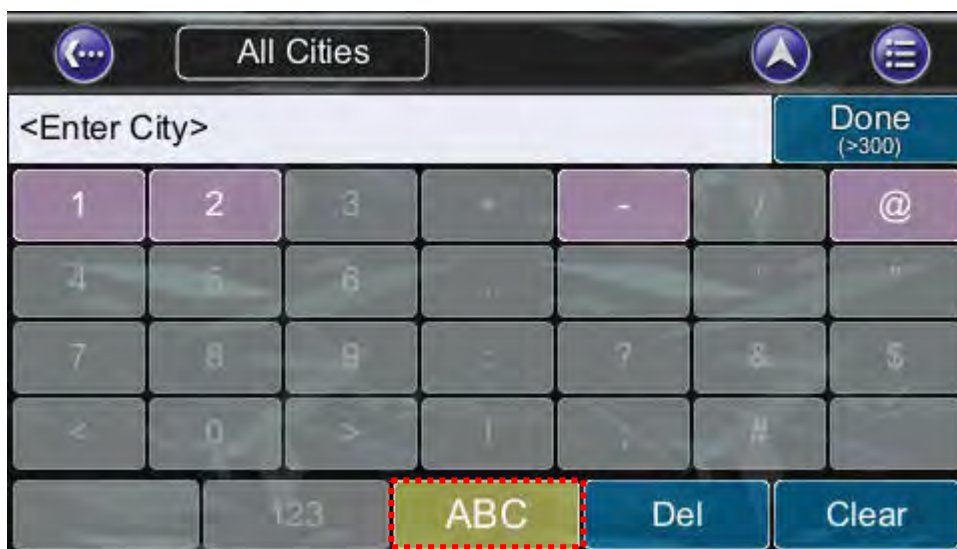 All Cities
<Enter City> Done
(>300)
1 2 3 + - / @
4 5 6 . ' "
7 8 9 : ? & $
< 0 > ! ; #
123 ABC Del Clear